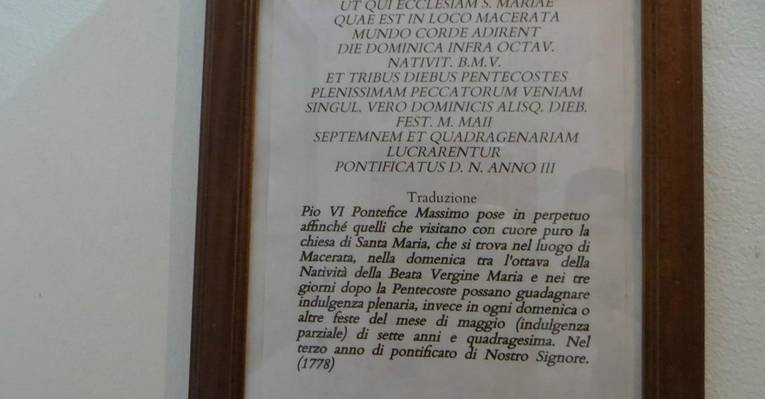 UT QUI ECCLESIAM S. MARIAE
QUAE EST IN LOCO MACERATA
MUNDO CORDE ADIRENT
DIE DOMINICA INFRA OCTAV.
NATIVIT. B.M.V.
ET TRIBUS DIEBUS PENTECOSTES
PLENISSIMAM PECCATORUM VENIAM
SINGUL. VERO DOMINICIS ALISQ. DIEB.
FEST. M. MAII
SEPTEMNEM ET QUADRAGENARIAM
LUCRARENTUR
PONTIFICATUS D. N. ANNO III
Traduzione
Pio VI Pontefice Massimo pose in perpetuo
affinché quelli che visitano con cuore puro la
chiesa di Santa Maria, che si trova nel luogo di
Macerata, nella domenica tra l'ottava della
Natività della Beata Vergine Maria e nei tre
giorni dopo la Pentecoste possano guadagnare
indulgenza plenaria, invece in ogni domenica o
altre feste del mese di maggio (indulgenza
parziale) di sette anni e quadragesima. Nel
terzo anno di pontificato di Nostro Signore.
(1778)